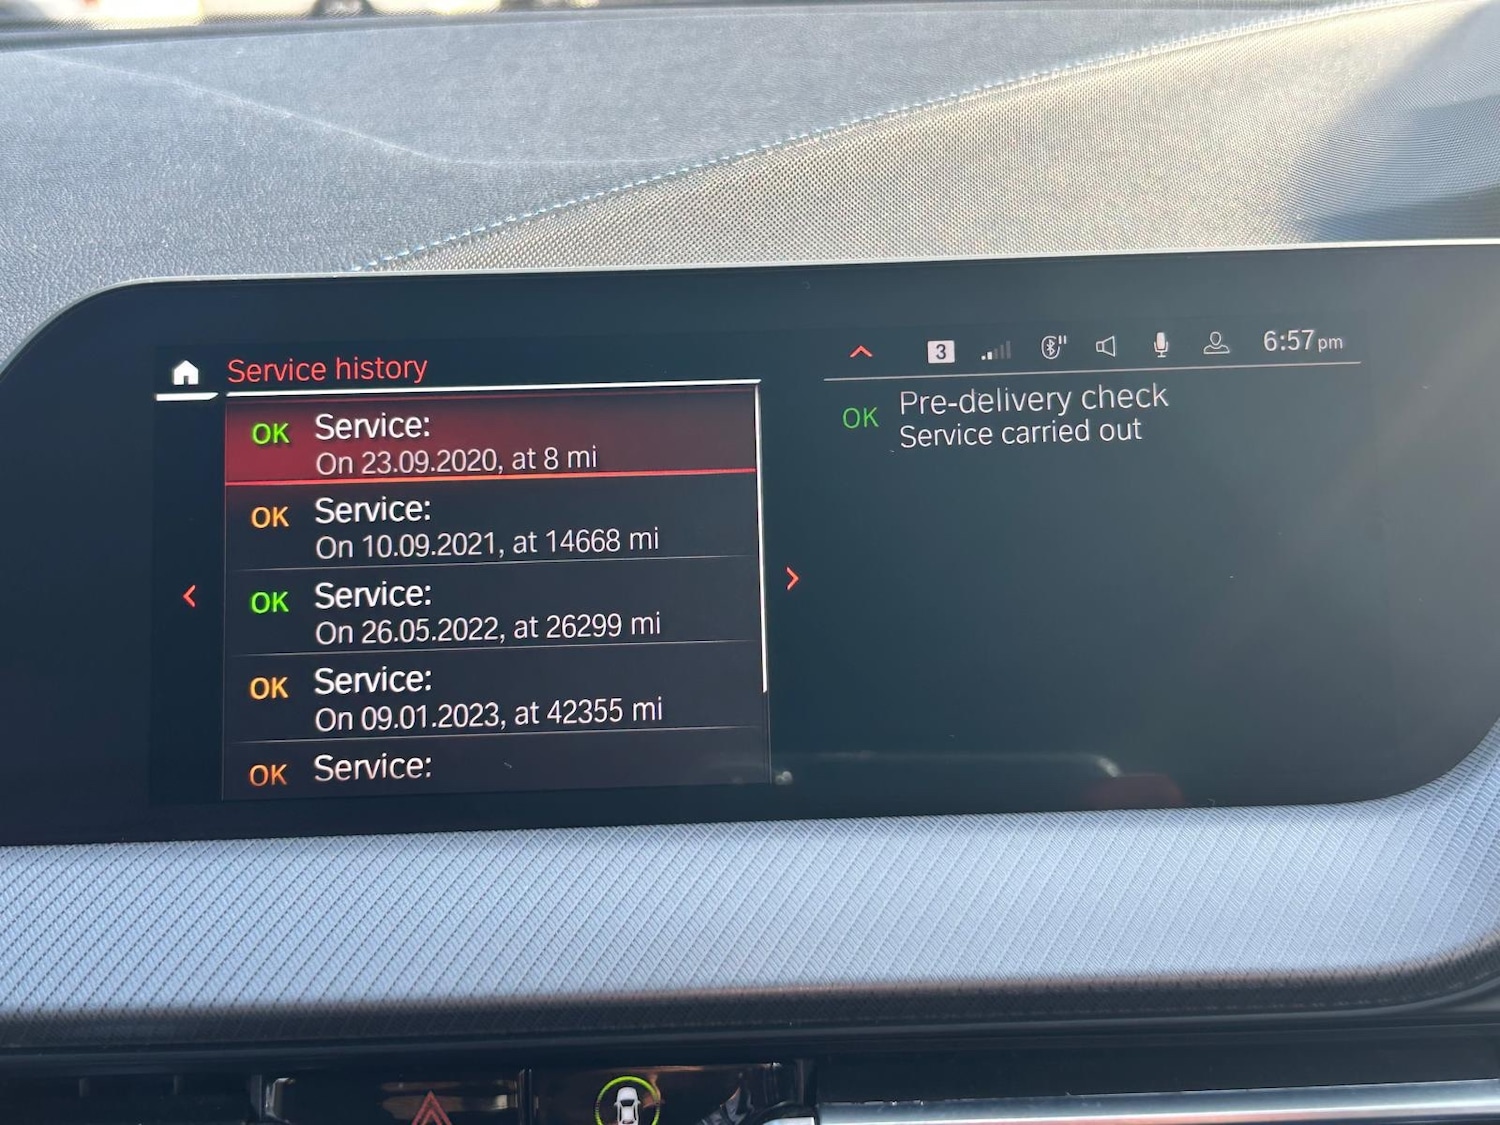 Service history
OK Service:
On 23.09.2020, at 8 mi
OK Service:
On 10.09.2021, at 14668 mi
OK Service:
On 26.05.2022, at 26299 mi
OK Service:
On 09.01.2023, at 42355 mi
OK Service:
3
6:57 pm
OK Pre-delivery check
Service carried out